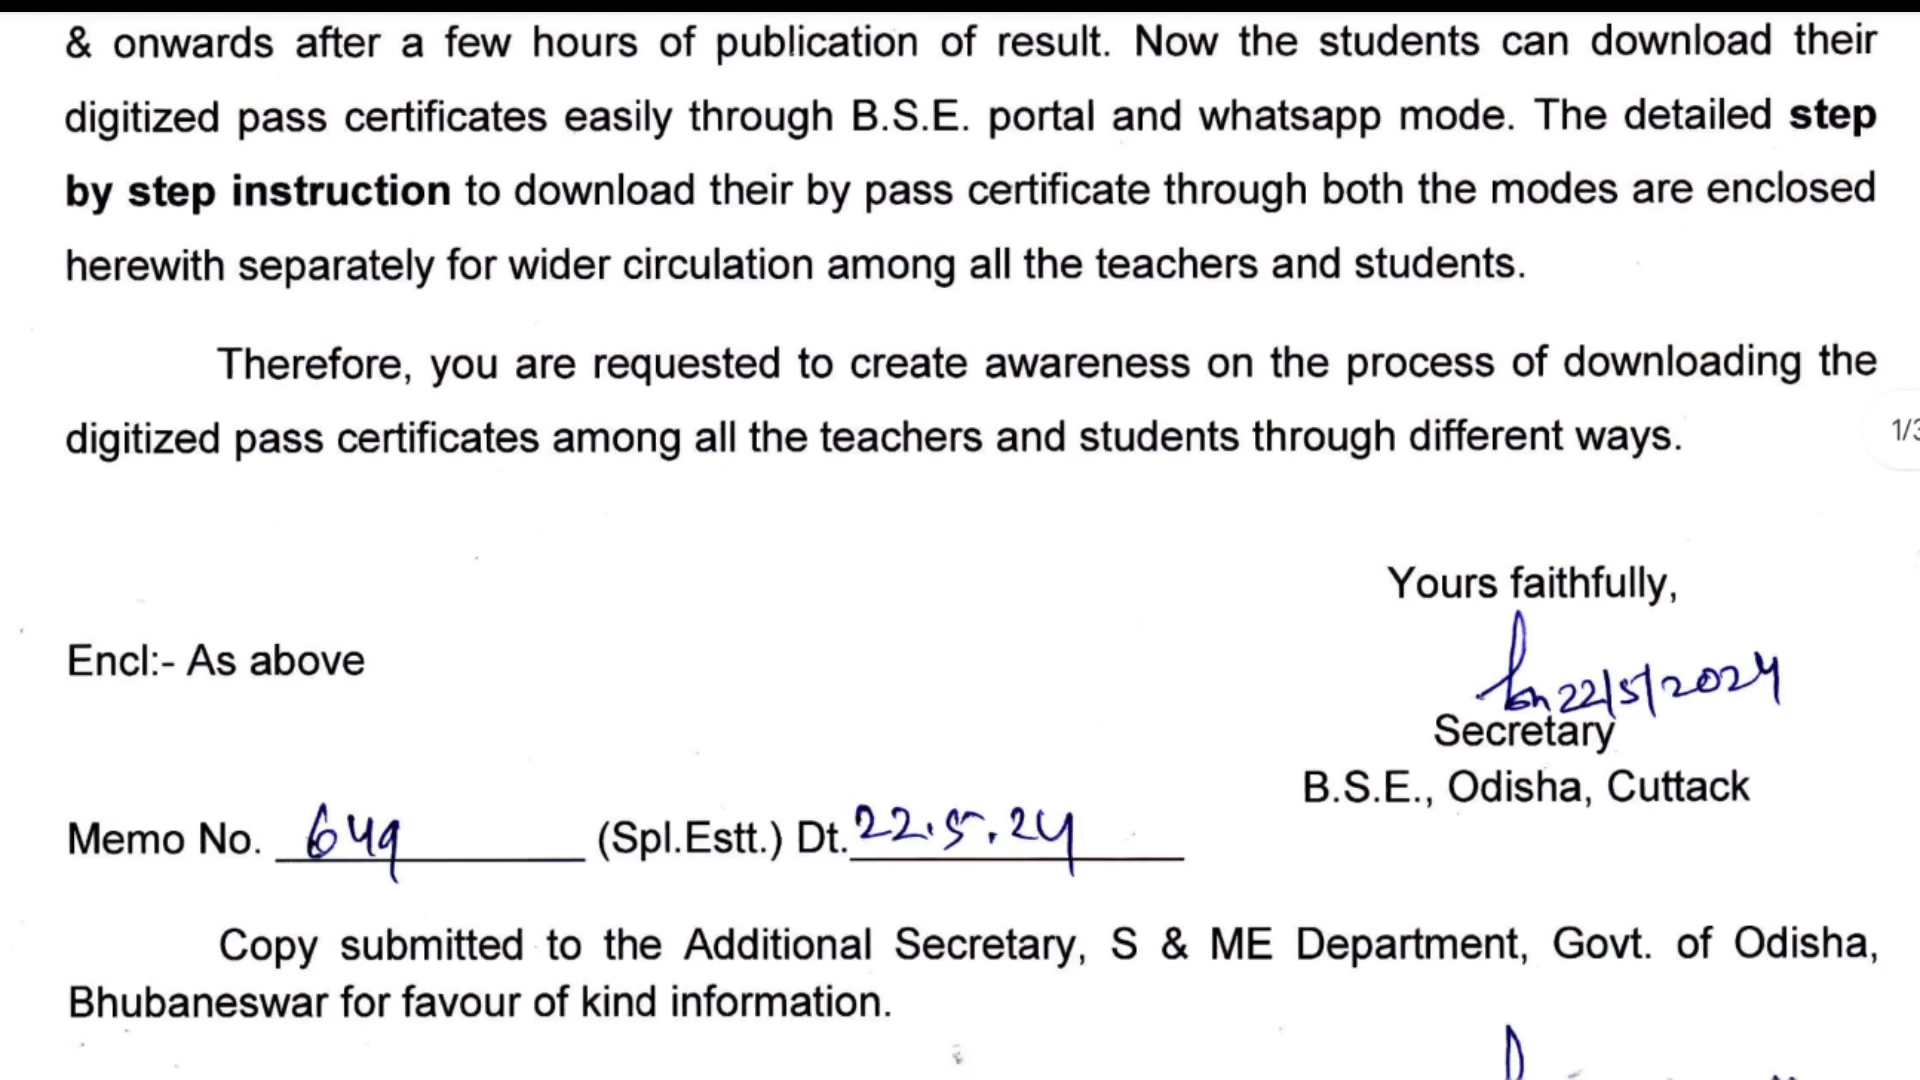 & onwards after a few hours of publication of result. Now the students can download their
digitized pass certificates easily through B.S.E. portal and whatsapp mode. The detailed step
by step instruction to download their by pass certificate through both the modes are enclosed
herewith separately for wider circulation among all the teachers and students.
Therefore, you are requested to create awareness on the process of downloading the
digitized pass certificates among all the teachers and students through different ways.
1/3
Yours faithfully,
Encl:- As above
22/5/2024
Secretary
B.S.E., Odisha, Cuttack
Memo No. 649 (Spl.Estt.) Dt. 22.5.24
Copy submitted to the Additional Secretary, S & ME Department, Govt. of Odisha,
Bhubaneswar for favour of kind information.